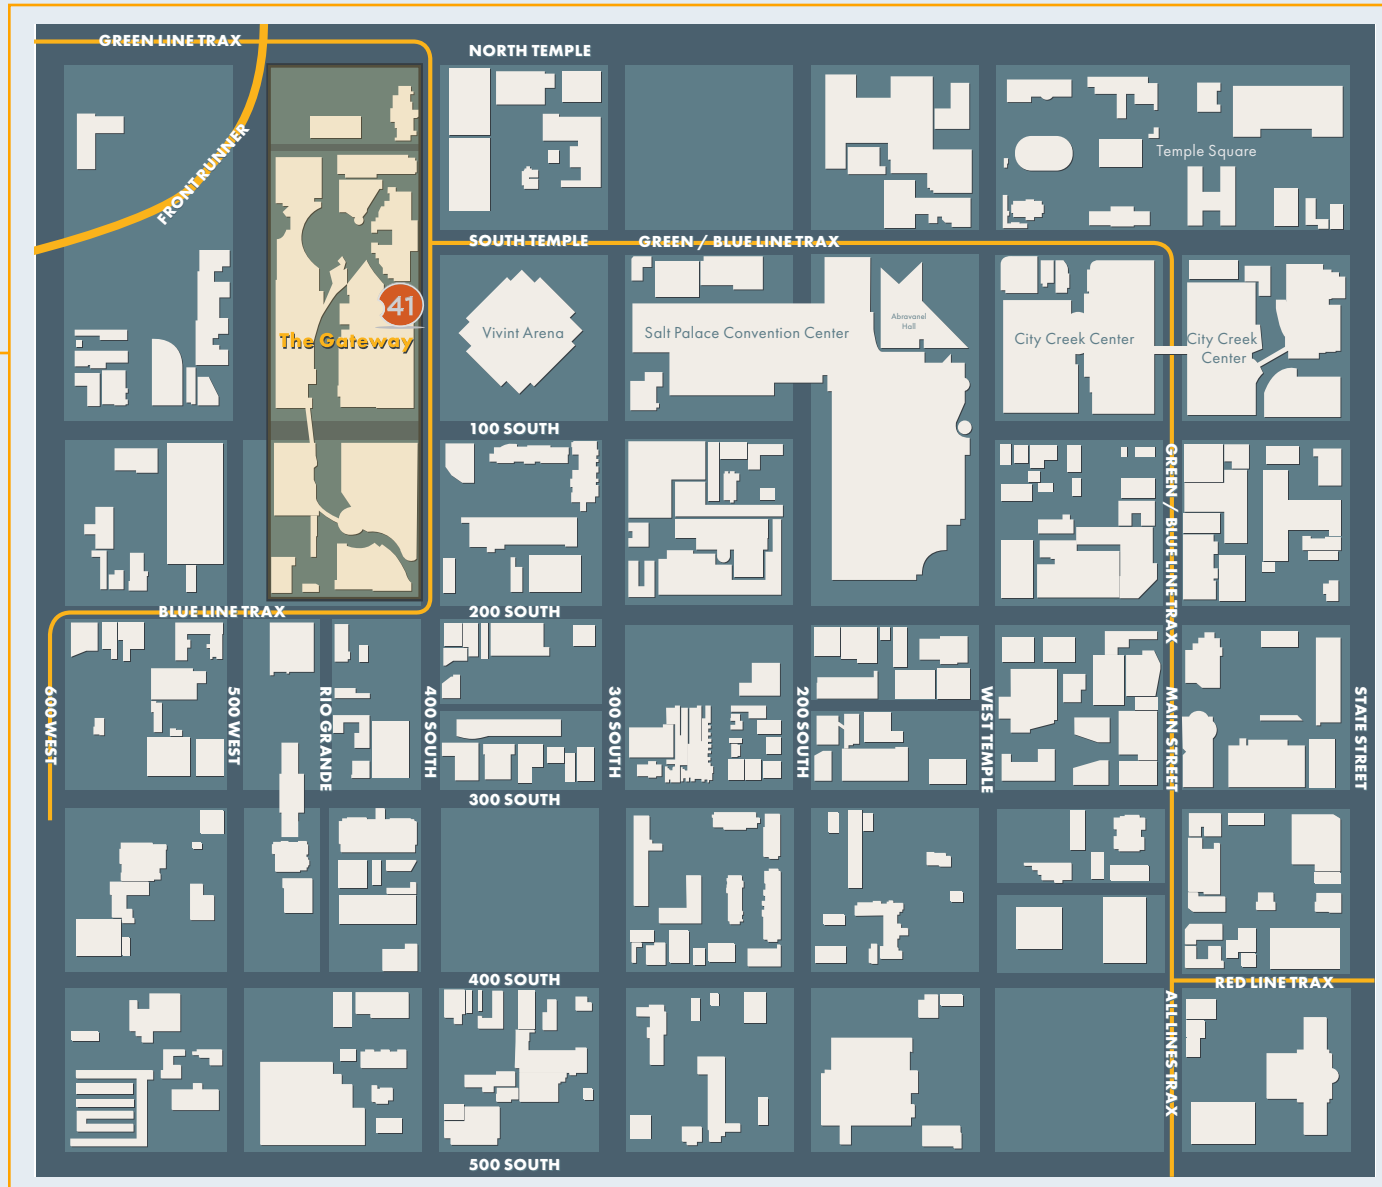 GREEN LINE TRAX
NORTH TEMPLE
FRONT RUNNER
Temple Square
SOUTH TEMPLE
GREEN / BLUE LINE TRAX
41
The Gateway
Vivint Arena
Salt Palace Convention Center
Abravanel
Hall
City Creek Center
City Creek
Center
100 SOUTH
GREEN / BLUE LINE TRAX
BLUE LINE TRAX
200 SOUTH
600 WEST
500 WEST
RIO GRANDE
400 SOUTH
300 SOUTH
200 SOUTH
WEST TEMPLE
MAIN STREET
STATE STREET
300 SOUTH
400 SOUTH
RED LINE TRAX
ALL LINES TRAX
500 SOUTH